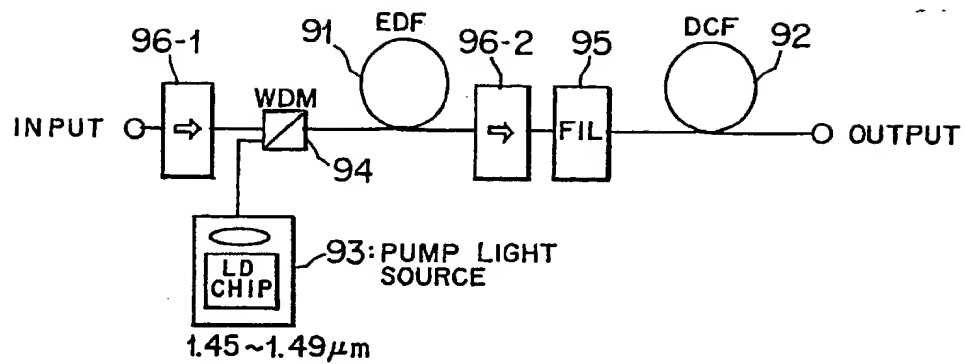 96-1
91
EDF
96-2
95
DCF
92
WDM
INPUT
⇨
94
⇨
FIL
OUTPUT
LD
CHIP
93: PUMP LIGHT
SOURCE
1.45~1.49μm